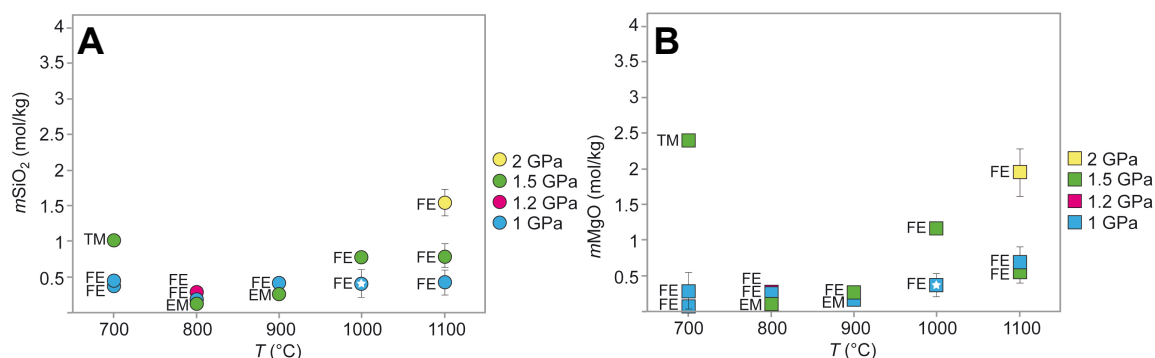 A
4
3.5
3
2.5
2
1.5
1
0.5
mSiO2 (mol/kg)
TM
FE
FE
FE
FE
EM
FE
EM
FE
FE
FE
FE
FE
700 800 900 1000 1100
T (°C)
2 GPa
1.5 GPa
1.2 GPa
1 GPa
B
4
3.5
3
2.5
2
1.5
1
0.5
mMgO (mol/kg)
TM
FE
FE
FE
FE
EM
FE
EM
FE
FE
FE
FE
FE
700 800 900 1000 1100
T (°C)
2 GPa
1.5 GPa
1.2 GPa
1 GPa